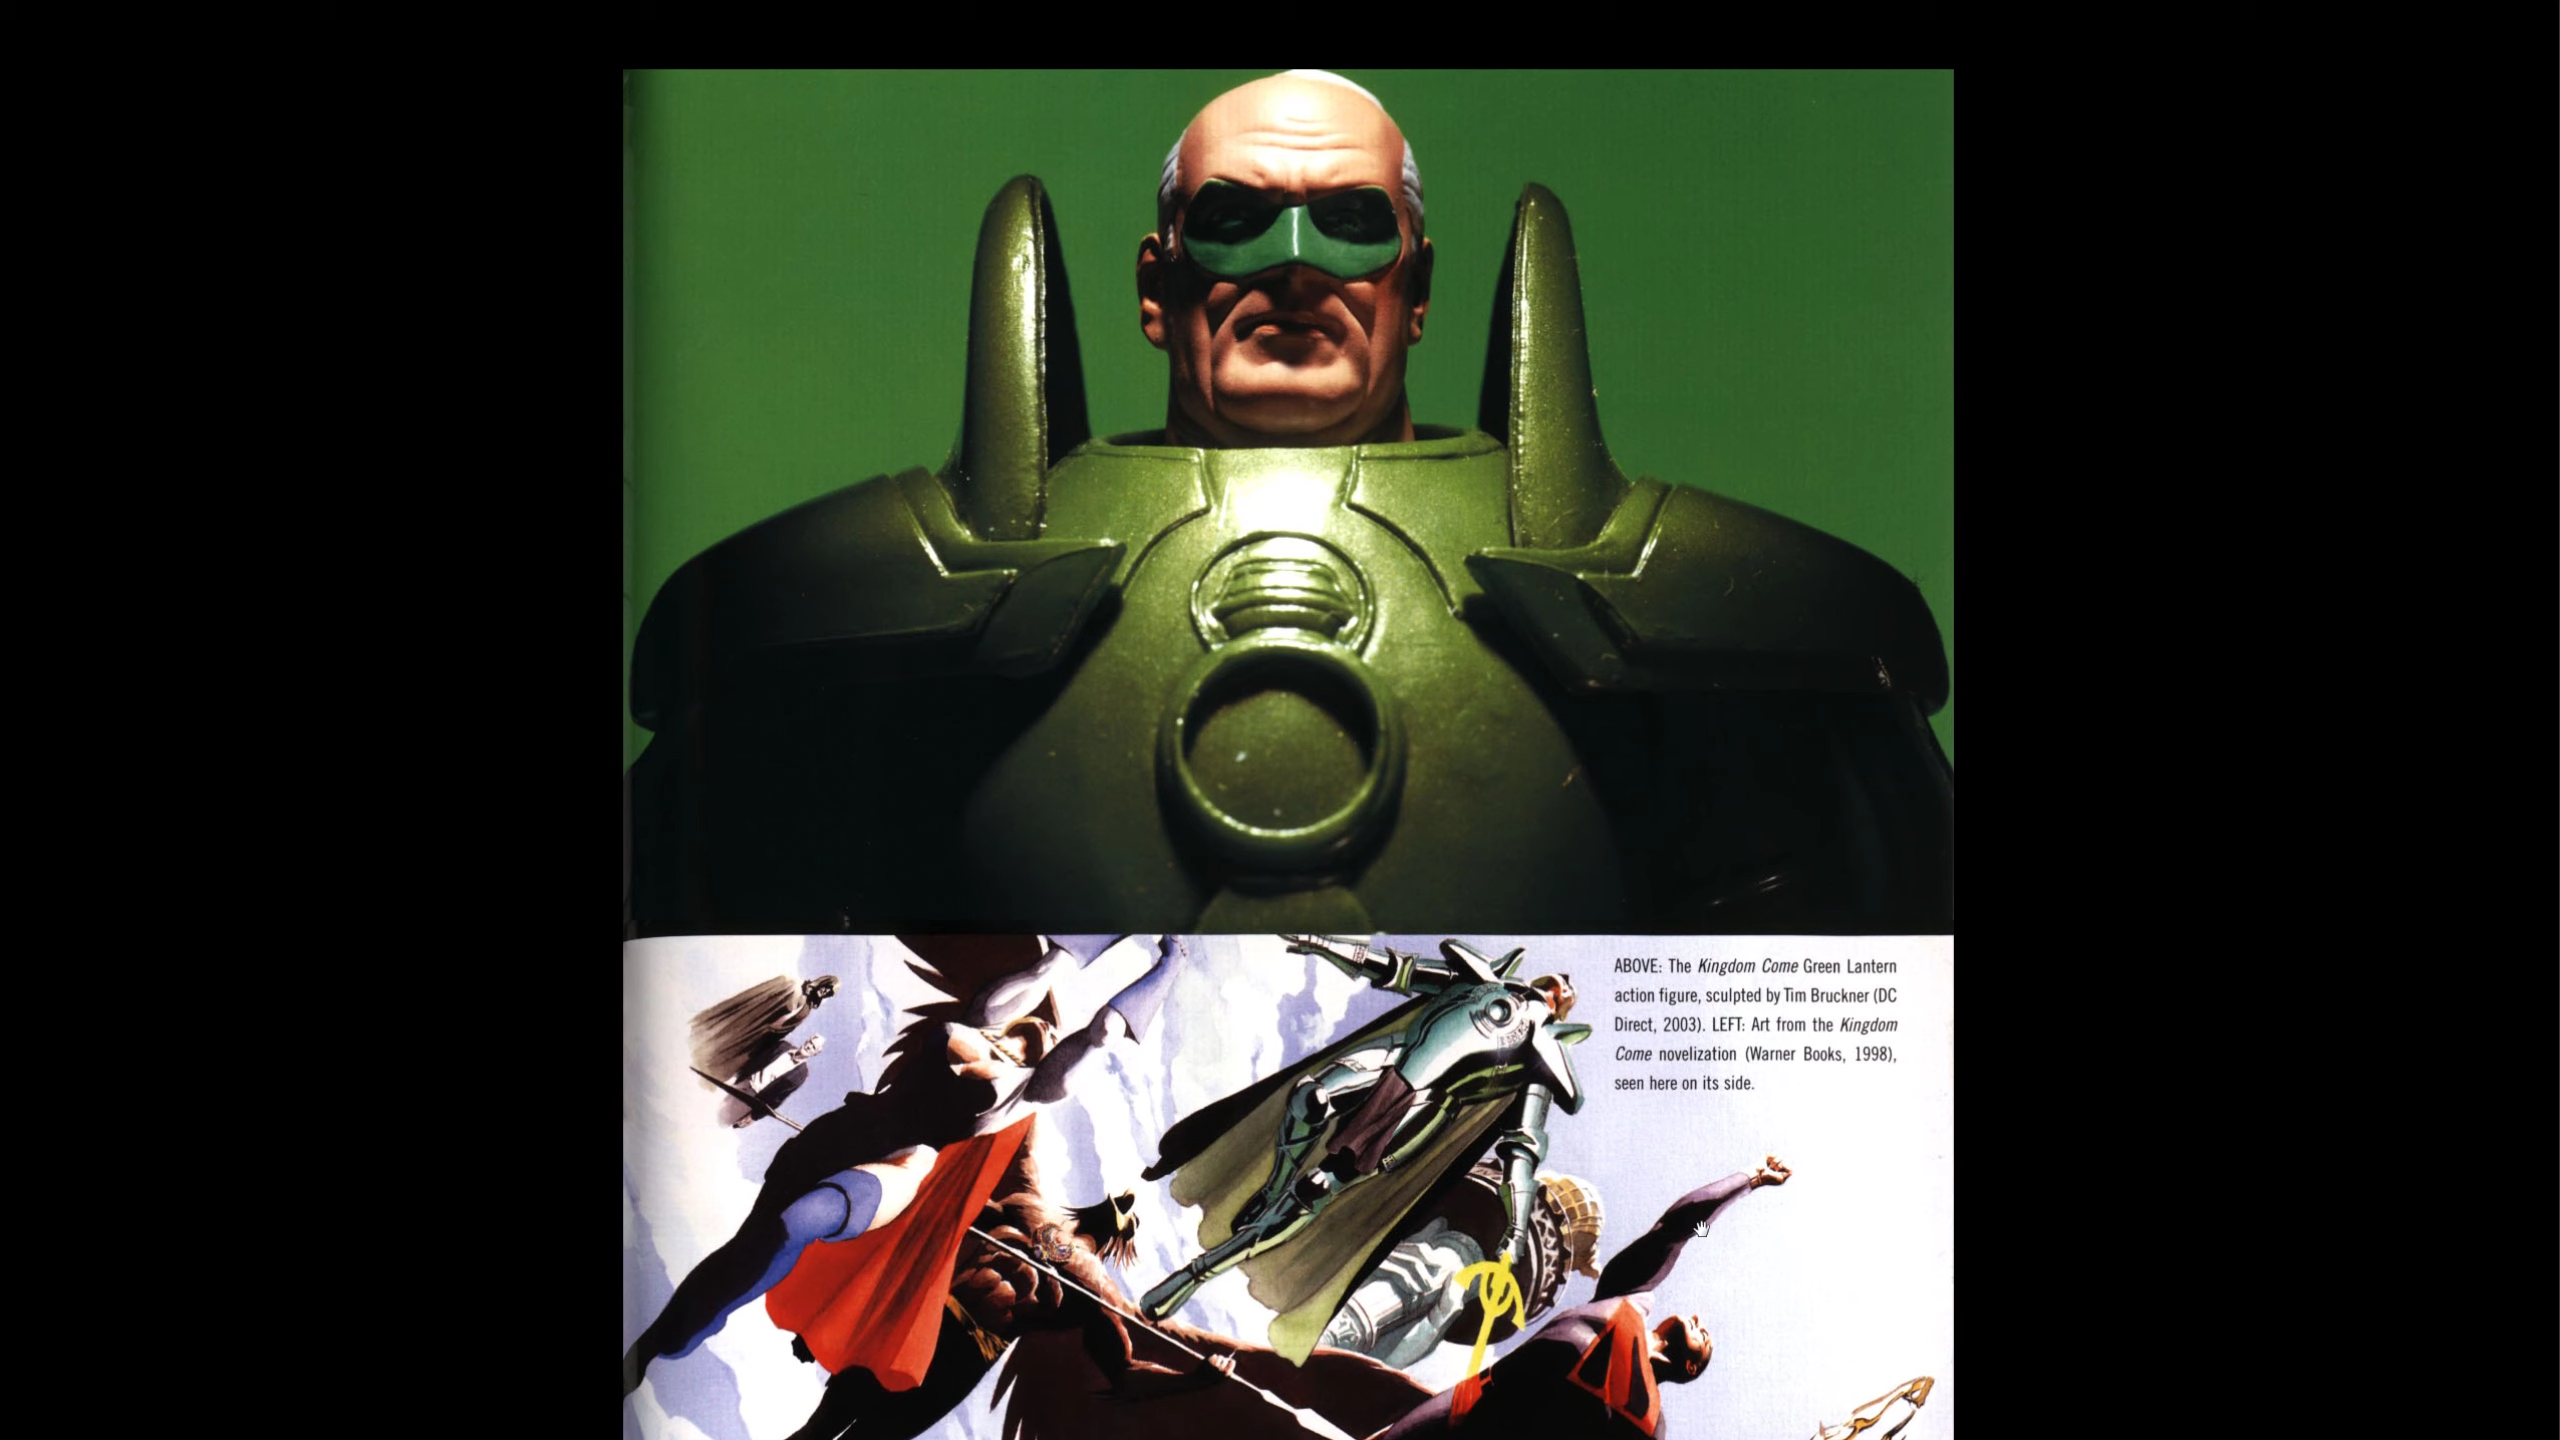 ABOVE: The Kingdom Come Green Lantern
action figure, sculpted by Tim Bruckner (DC
Direct, 2003). LEFT: Art from the Kingdom
Come novelization (Warner Books, 1998),
seen here on its side.